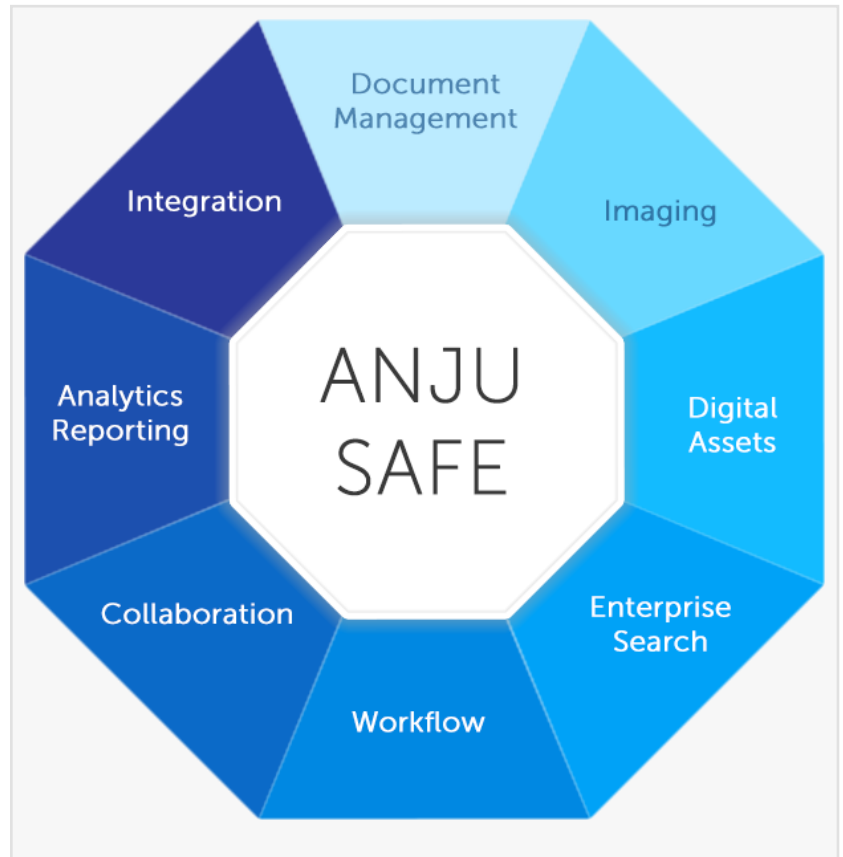 Document
Management
Imaging
Digital
Assets
Enterprise
Search
Workflow
Collaboration
Analytics
Reporting
Integration
ANJU
SAFE